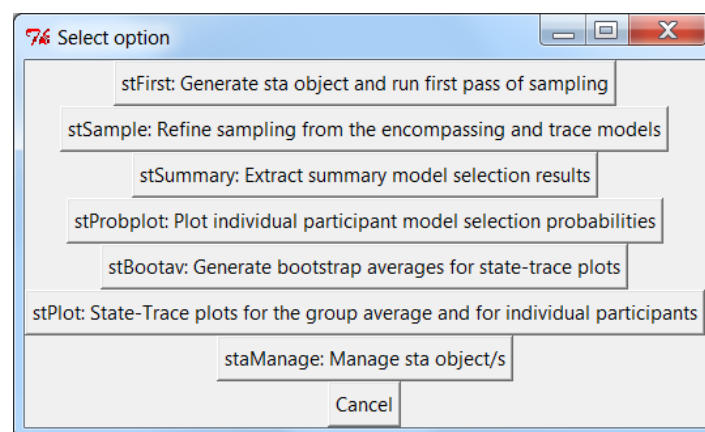 Select option
stFirst: Generate sta object and run first pass of sampling
stSample: Refine sampling from the encompassing and trace models
stSummary: Extract summary model selection results
stProbplot: Plot individual participant model selection probabilities
stBootav: Generate bootstrap averages for state-trace plots
stPlot: State-Trace plots for the group average and for individual participants
staManage: Manage sta object/s
Cancel